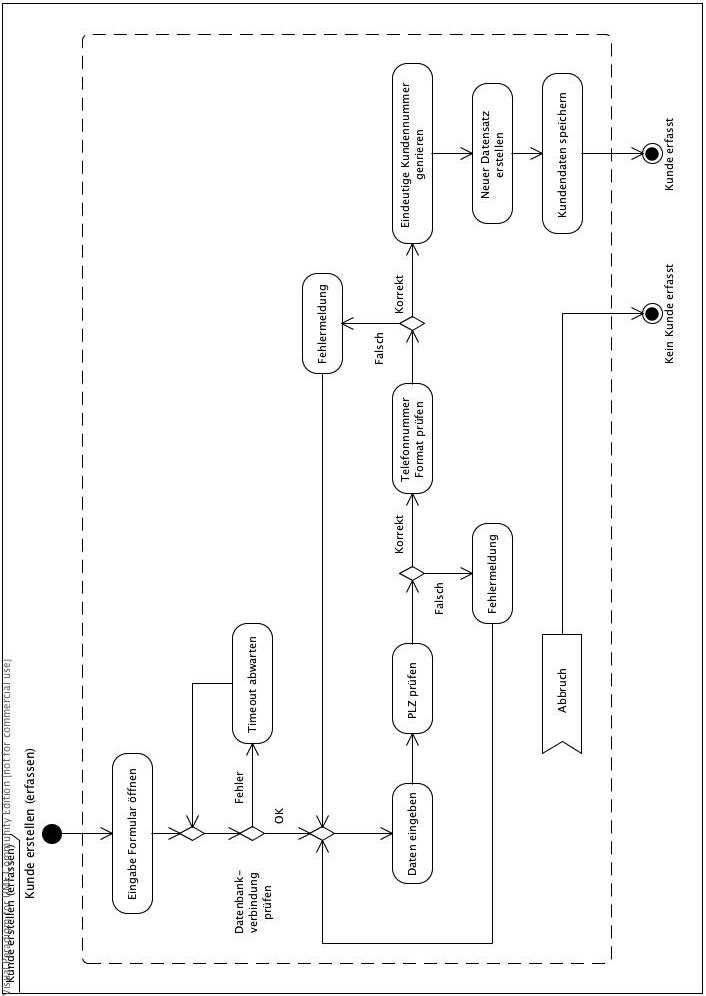 Visual Paradigm for UML Community Edition [not for commercial use]
Kunde erstellen (erfassen)
Kunde erstellen (erfassen)
Eingabe Formular öffnen
Datenbank-
verbindung
prüfen
Fehler
Timeout abwarten
OK
Fehlermeldung
Falsch
Daten eingeben
PLZ prüfen
Korrekt
Falsch
Telefonnummer
Format prüfen
Korrekt
Eindeutige Kundennummer
genrieren
Fehlermeldung
Neuer Datensatz
erstellen
Abbruch
Kundendaten speichern
Kein Kunde erfasst
Kunde erfasst